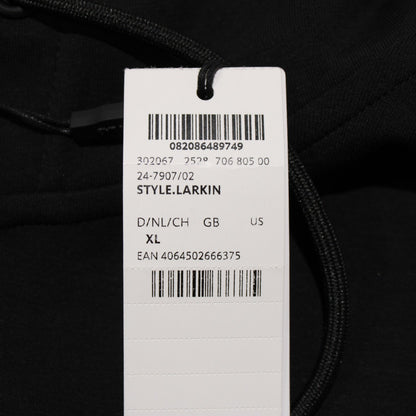 082086489749
302067 2528 706 805 00
24-7907/02
STYLE.LARKIN
D/NL/CH GB US
XL
EAN 4064502666375